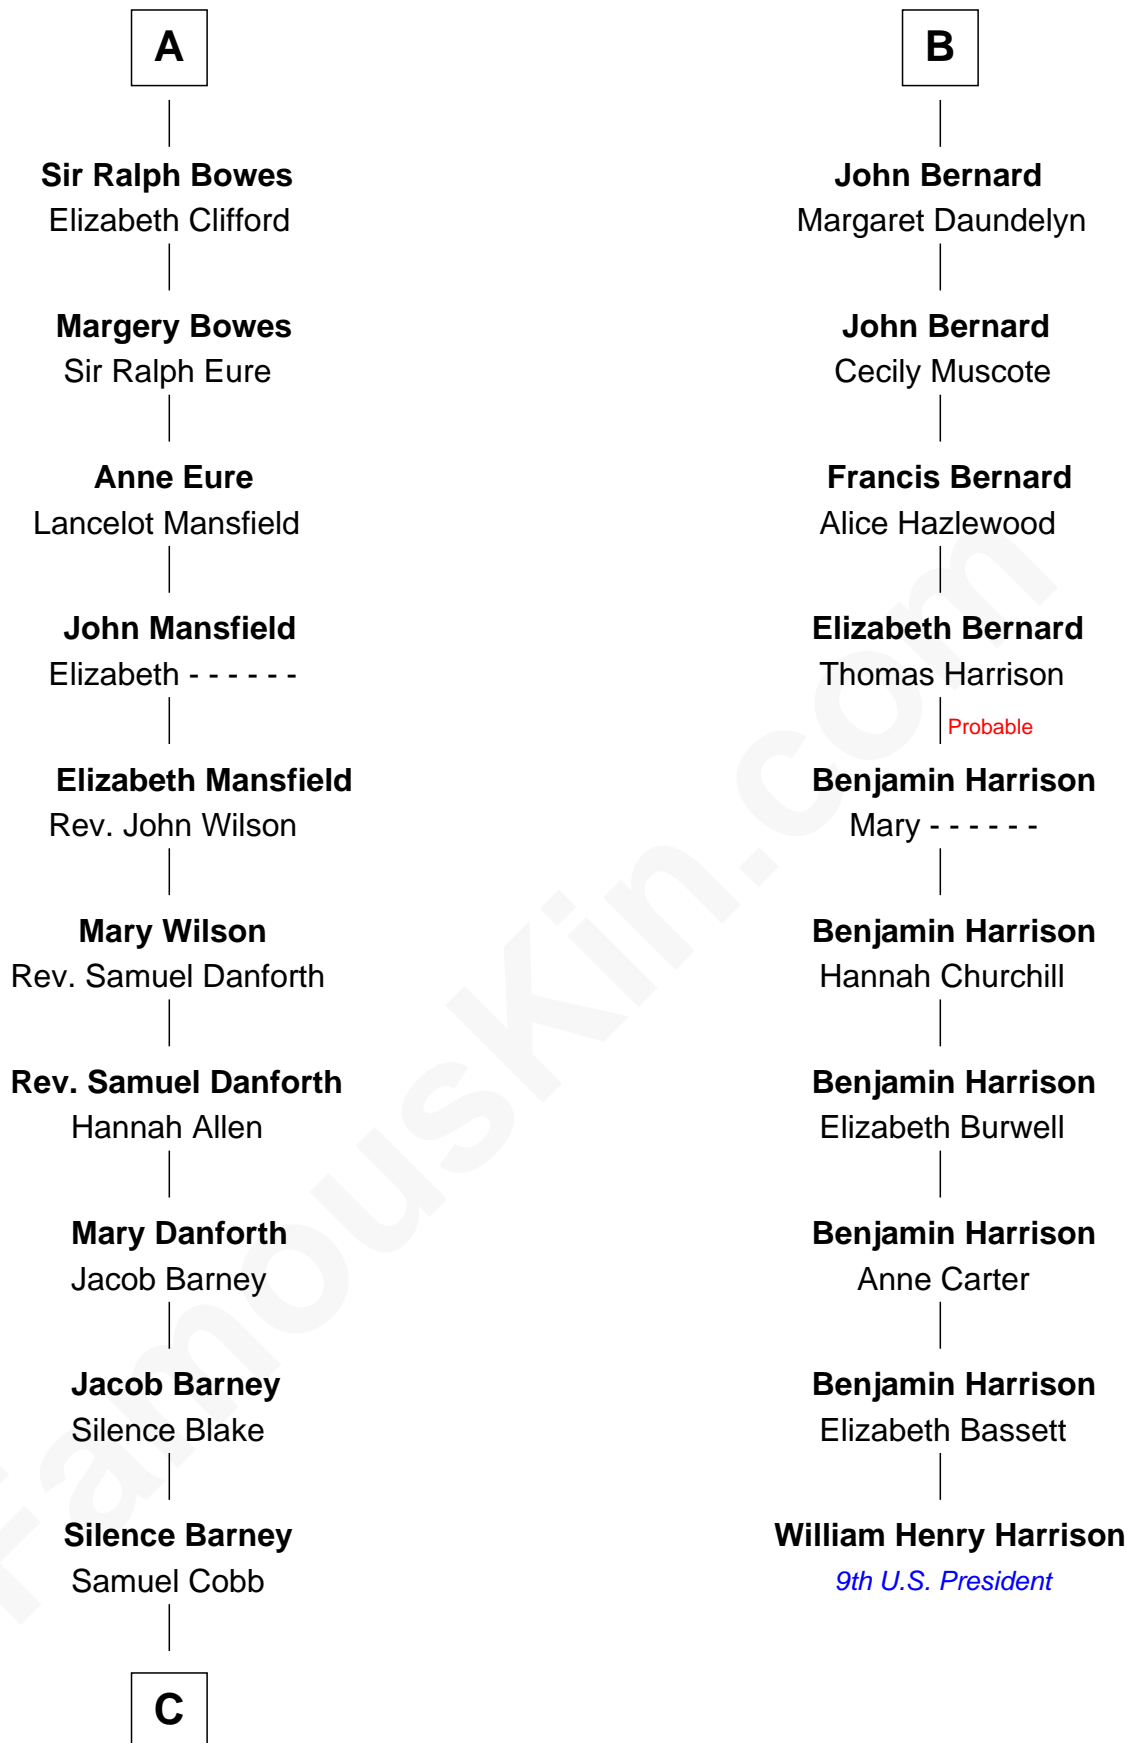 A
Sir Ralph Bowes
Elizabeth Clifford
Margery Bowes
Sir Ralph Eure
Anne Eure
Lancelot Mansfield
John Mansfield
Elizabeth - - - - - -
Elizabeth Mansfield
Rev. John Wilson
Mary Wilson
Rev. Samuel Danforth
Rev. Samuel Danforth
Hannah Allen
Mary Danforth
Jacob Barney
Jacob Barney
Silence Blake
Silence Barney
Samuel Cobb
C
B
John Bernard
Margaret Daundelyn
John Bernard
Cecily Muscote
Francis Bernard
Alice Hazlewood
Elizabeth Bernard
Thomas Harrison
Probable
Benjamin Harrison
Mary - - - - - -
Benjamin Harrison
Hannah Churchill
Benjamin Harrison
Elizabeth Burwell
Benjamin Harrison
Anne Carter
Benjamin Harrison
Elizabeth Bassett
William Henry Harrison
9th U.S. President
FamousKin.com